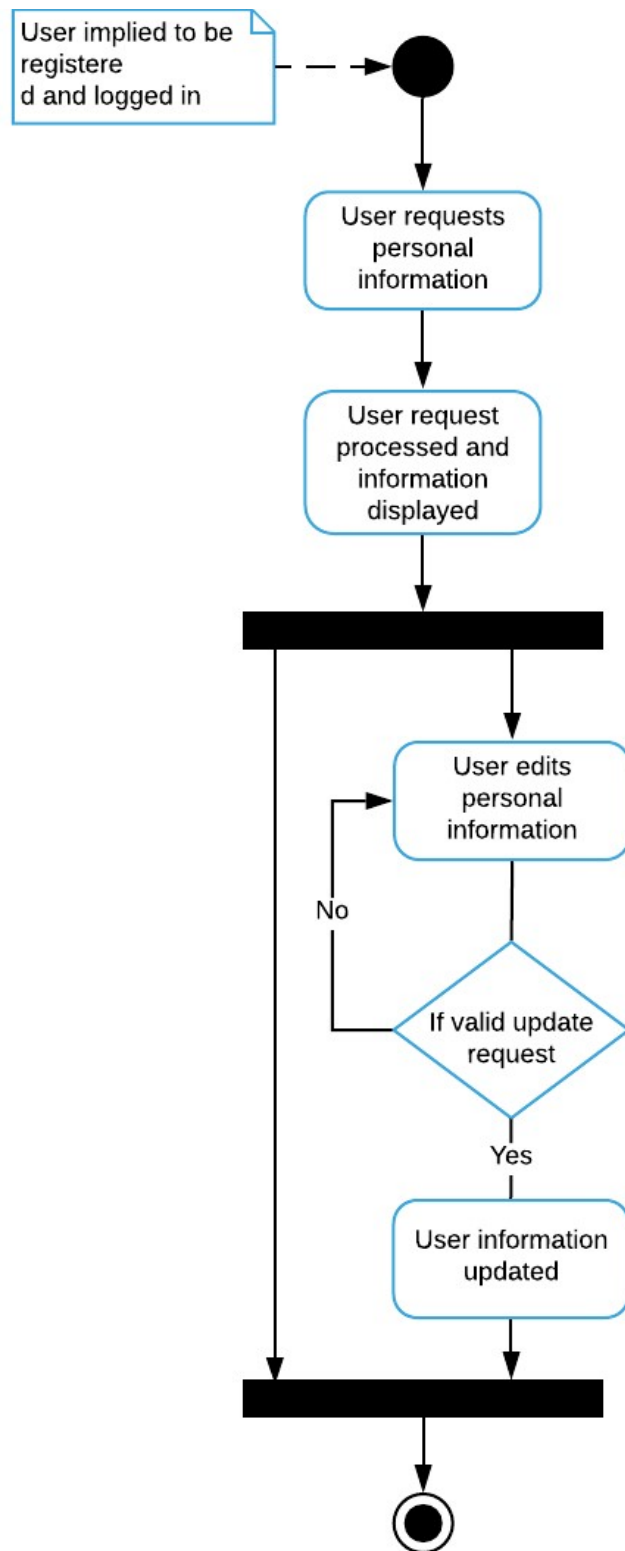 User implied to be
registere
d and logged in
User requests
personal
information
User request
processed and
information
displayed
User edits
personal
information
No
If valid update
request
Yes
User information
updated